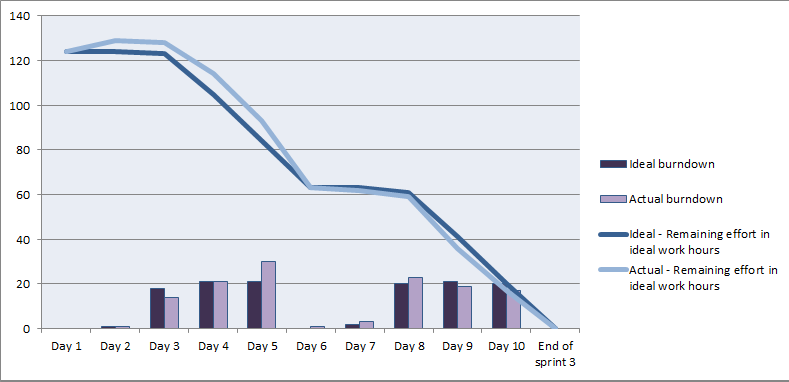 140
120
100
80
60
40
20
0
Day 1 Day 2 Day 3 Day 4 Day 5 Day 6 Day 7 Day 8 Day 9 Day 10 End of
sprint 3
Ideal burndown
Actual burndown
Ideal - Remaining effort in
ideal work hours
Actual - Remaining effort in
ideal work hours